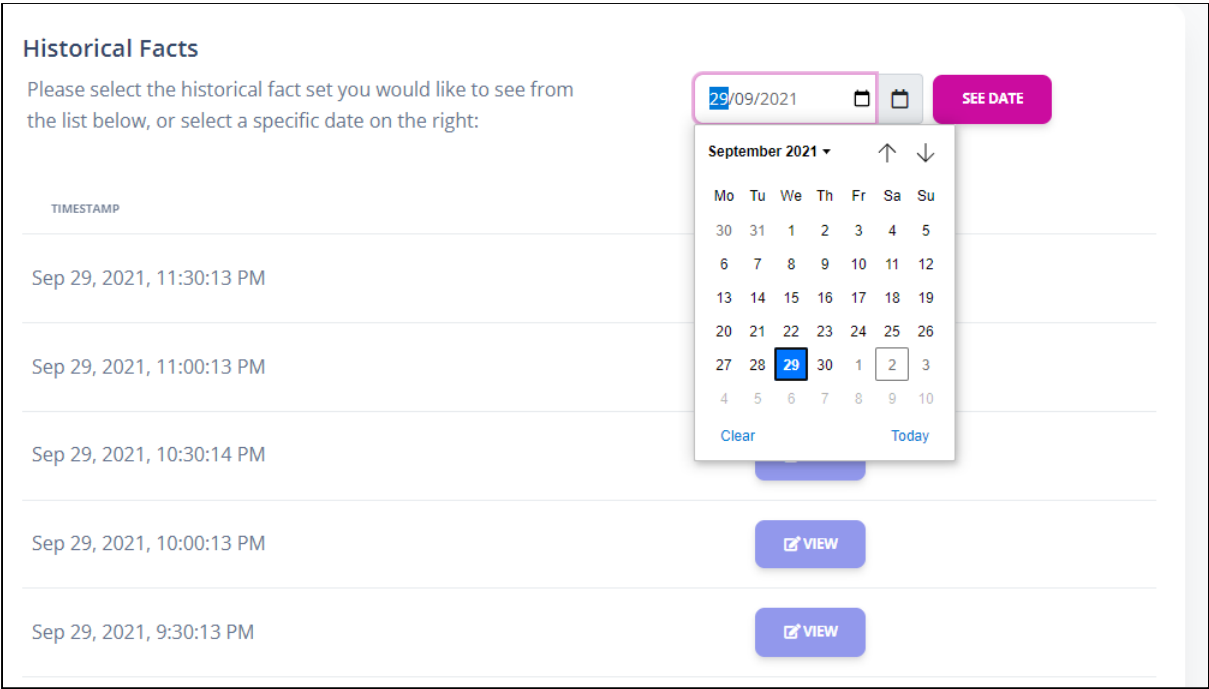 Historical Facts
Please select the historical fact set you would like to see from
the list below, or select a specific date on the right:
29/09/2021
SEE DATE
September 2021
Mo Tu We Th Fr Sa Su
30 31 1 2 3 4 5
6 7 8 9 10 11 12
13 14 15 16 17 18 19
20 21 22 23 24 25 26
27 28 29 30 1 2 3
4 5 6 7 8 9 10
Clear Today
TIMESTAMP
Sep 29, 2021, 11:30:13 PM
Sep 29, 2021, 11:00:13 PM
Sep 29, 2021, 10:30:14 PM
Sep 29, 2021, 10:00:13 PM VIEW
Sep 29, 2021, 9:30:13 PM VIEW